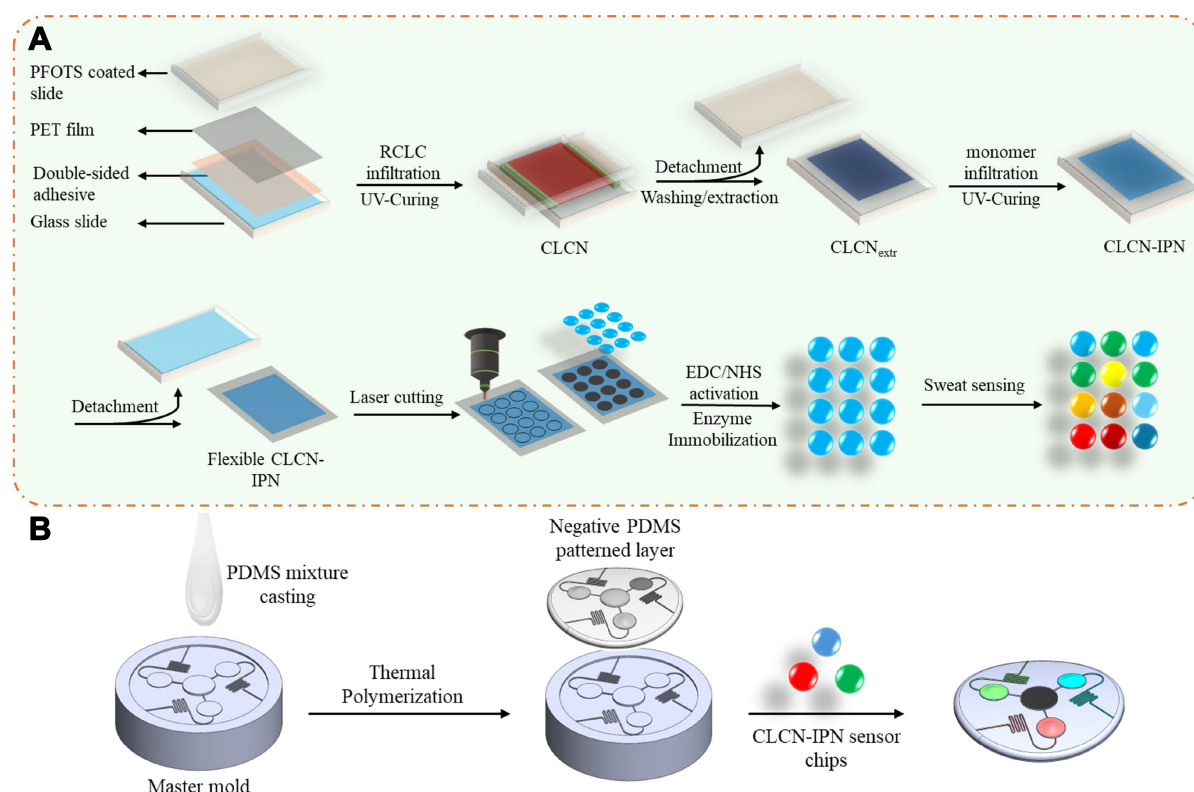 A
PFOTS coated
slide
PET film
Double-sided
adhesive
Glass slide
RCLC
infiltration
UV-Curing
CLCN
Detachment
Washing/extraction
CLCNextr
monomer
infiltration
UV-Curing
CLCN-IPN
Detachment
Flexible CLCN-
IPN
Laser cutting
EDC/NHS
activation
Enzyme
Immobilization
Sweat sensing
B
PDMS mixture
casting
Master mold
Thermal
Polymerization
Negative PDMS
patterned layer
CLCN-IPN sensor
chips